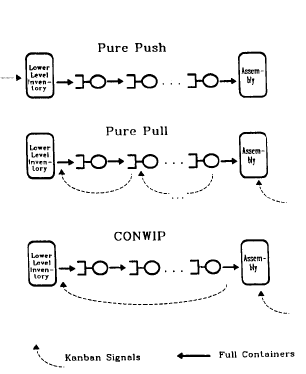 Pure Push
Lower
Level
Inven-
tory
Assem-
bly
Pure Pull
Lower
Level
Inven-
tory
Assem-
bly
CONWIP
Lower
Level
Inven-
tory
Assem-
bly
Kanban Signals
Full Containers